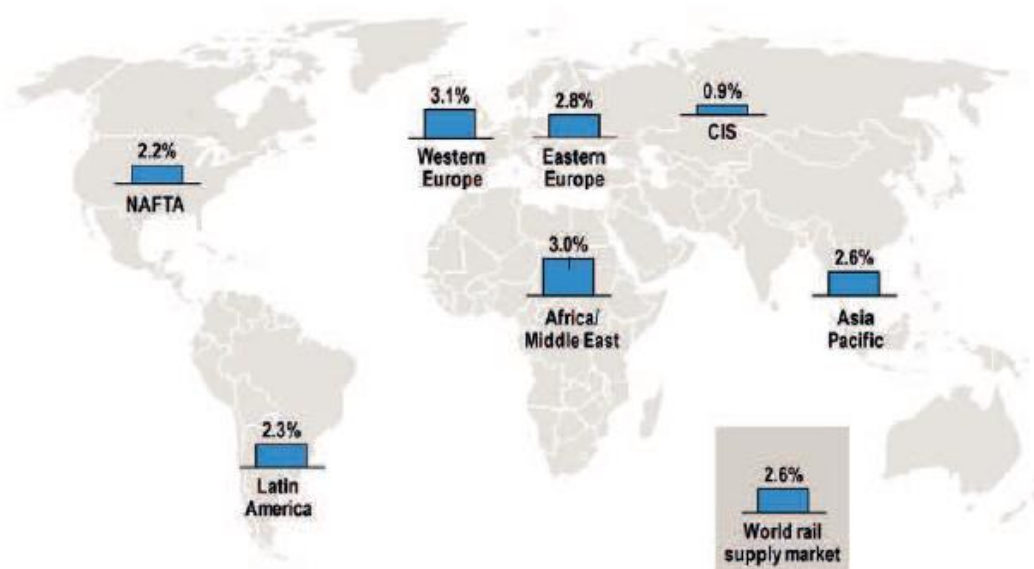 3.1%
Western
Europe
2.8%
Eastern
Europe
0.9%
CIS
2.2%
NAFTA
3.0%
Africa/
Middle East
2.6%
Asia
Pacific
2.3%
Latin
America
2.6%
World rail
supply market